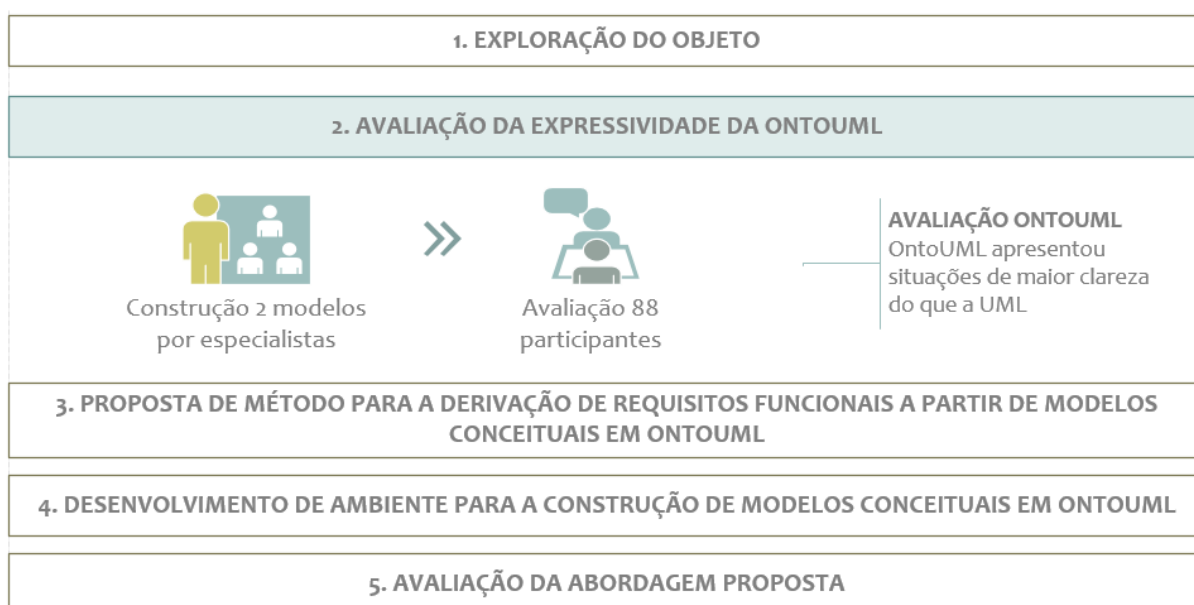 1. EXPLORAÇÃO DO OBJETO
2. AVALIAÇÃO DA EXPRESSIVIDADE DA ONTOUML
Construção 2 modelos
por especialistas
Avaliação 88
participantes
AVALIAÇÃO ONTOUML
OntoUML apresentou
situações de maior clareza
do que a UML
3. PROPOSTA DE MÉTODO PARA A DERIVAÇÃO DE REQUISITOS FUNCIONAIS A PARTIR DE MODELOS
CONCEITUAIS EM ONTOUML
4. DESENVOLVIMENTO DE AMBIENTE PARA A CONSTRUÇÃO DE MODELOS CONCEITUAIS EM ONTOUML
5. AVALIAÇÃO DA ABORDAGEM PROPOSTA